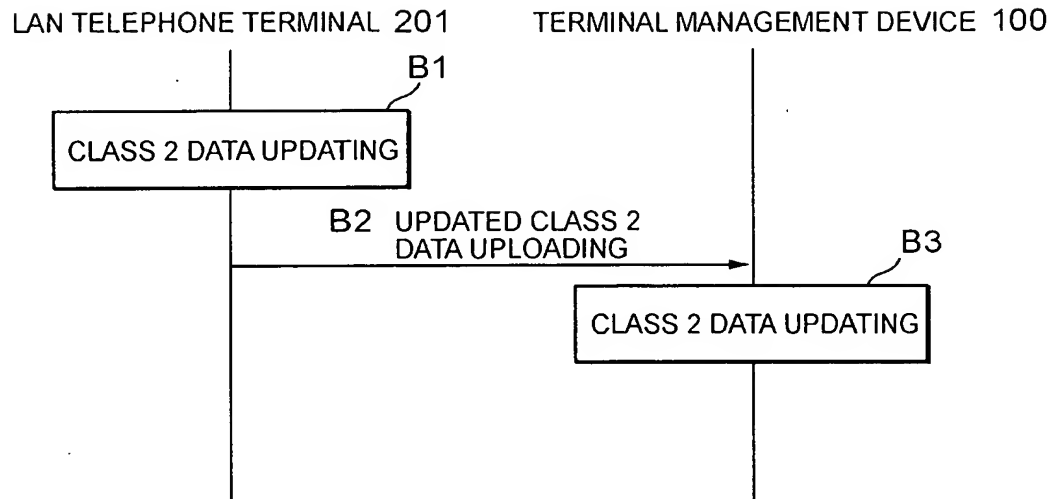 LAN TELEPHONE TERMINAL 201
TERMINAL MANAGEMENT DEVICE 100
B1
CLASS 2 DATA UPDATING
B2 UPDATED CLASS 2
DATA UPLOADING
B3
CLASS 2 DATA UPDATING